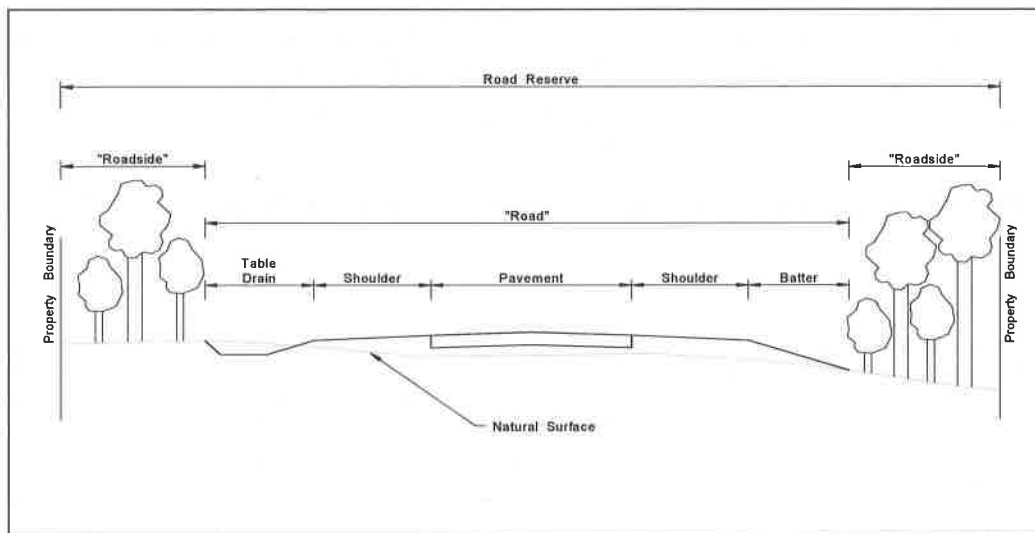 Road Reserve
"Roadside"
"Roadside"
"Road"
Table
Drain
Shoulder
Pavement
Shoulder
Batter
Property Boundary
Property Boundary
Natural Surface